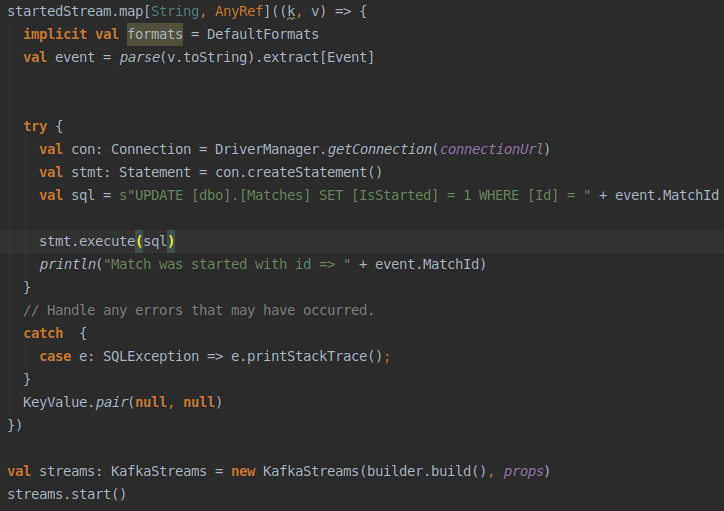 startedStream.map[String, AnyRef]((k, v) => {
  implicit val formats = DefaultFormats
  val event = parse(v.toString).extract[Event]
  try {
    val con: Connection = DriverManager.getConnection(connectionUrl)
    val stmt: Statement = con.createStatement()
    val sql = s"UPDATE [dbo].[Matches] SET [IsStarted] = 1 WHERE [Id] = " + event.MatchId
    stmt.execute(sql)
    println("Match was started with id => " + event.MatchId)
  }
  // Handle any errors that may have occurred.
  catch  {
    case e: SQLException => e.printStackTrace();
  }
  KeyValue.pair(null, null)
})
val streams: KafkaStreams = new KafkaStreams(builder.build(), props)
streams.start()